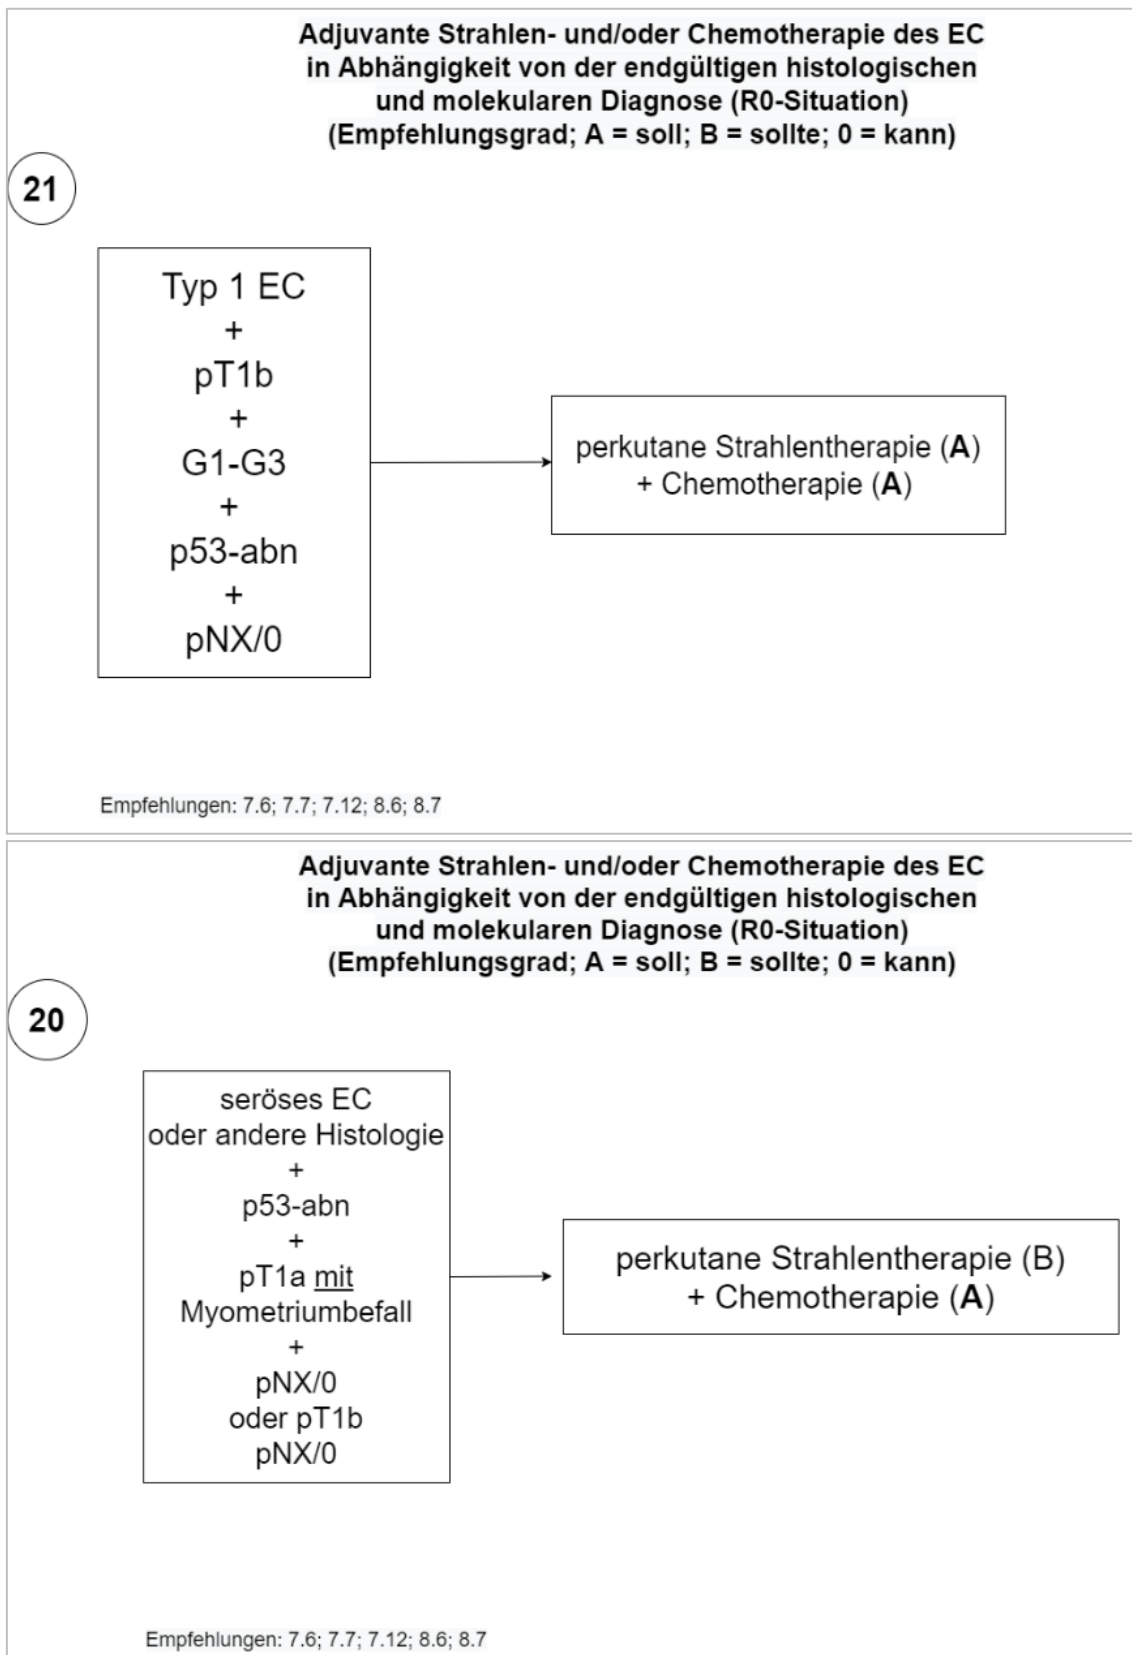 Adjuvante Strahlen- und/oder Chemotherapie des EC
in Abhängigkeit von der endgültigen histologischen
und molekularen Diagnose (R0-Situation)
(Empfehlungsgrad; A = soll; B = sollte; 0 = kann)
21
Typ 1 EC
+
pT1b
+
G1-G3
+
p53-abn
+
pNX/0
perkutane Strahlentherapie (A)
+ Chemotherapie (A)
Empfehlungen: 7.6; 7.7; 7.12; 8.6; 8.7
Adjuvante Strahlen- und/oder Chemotherapie des EC
in Abhängigkeit von der endgültigen histologischen
und molekularen Diagnose (R0-Situation)
(Empfehlungsgrad; A = soll; B = sollte; 0 = kann)
20
seröses EC
oder andere Histologie
+
p53-abn
+
pT1a mit
Myometriumbefall
+
pNX/0
oder pT1b
pNX/0
perkutane Strahlentherapie (B)
+ Chemotherapie (A)
Empfehlungen: 7.6; 7.7; 7.12; 8.6; 8.7